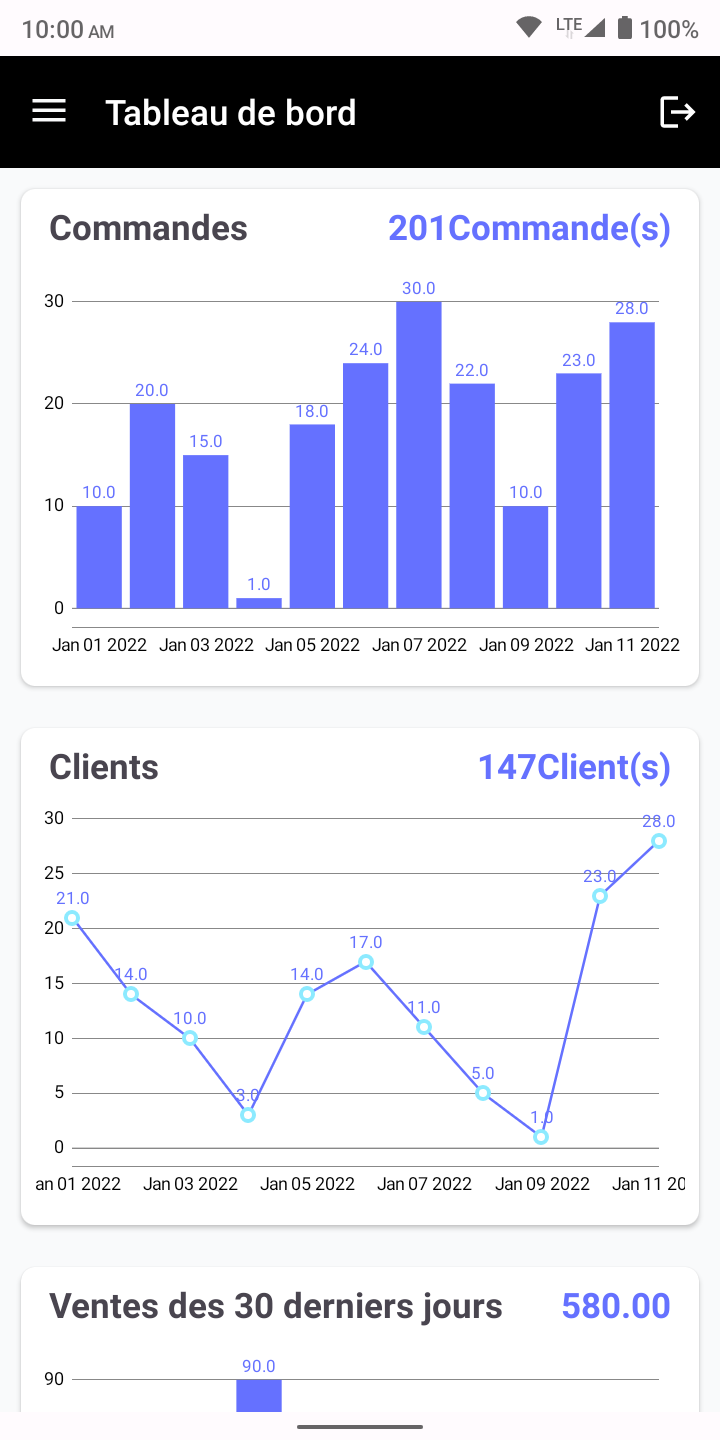 10:00 AM LTE 100%
Tableau de bord
Commandes 201Commande(s)
30 30.0 28.0
24.0 23.0
22.0
20 20.0 18.0
15.0
10 10.0 10.0
1.0
0
Jan 01 2022 Jan 03 2022 Jan 05 2022 Jan 07 2022 Jan 09 2022 Jan 11 2022
Clients 147Client(s)
30 28.0
25 23.0
21.0
20 17.0
15 14.0 14.0
10.0 11.0
10
5.0
5 3.0
1.0
0
an 01 2022 Jan 03 2022 Jan 05 2022 Jan 07 2022 Jan 09 2022 Jan 11 20
Ventes des 30 derniers jours 580.00
90.0
90